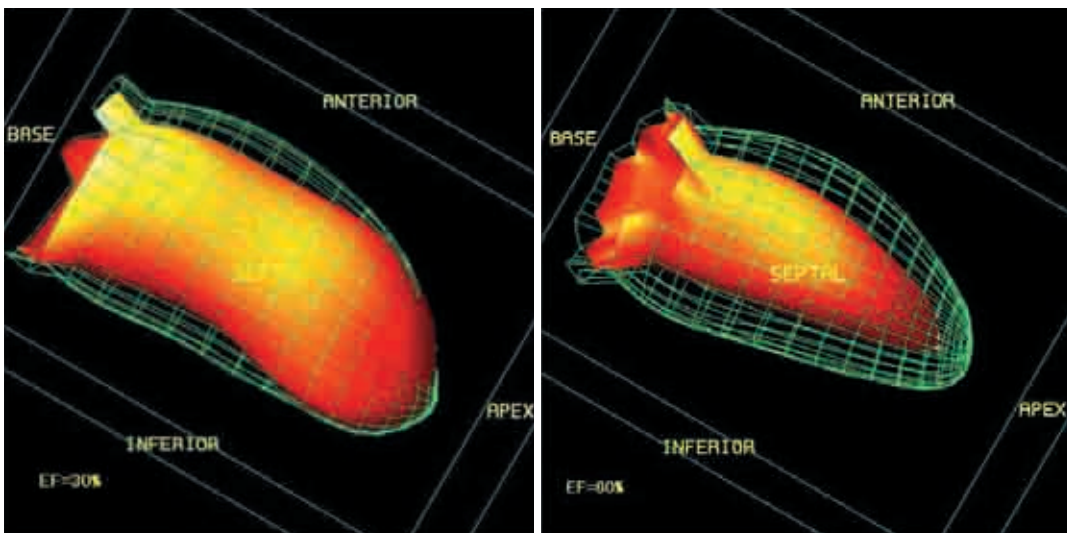 ANTERIOR
BASE
APEX
INFERIOR
EF=30%
ANTERIOR
BASE
SEPTAL
APEX
INFERIOR
EF=60%